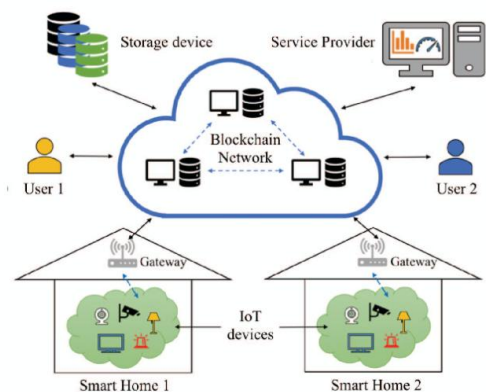 Storage device
Service Provider
Blockchain
Network
User 1
User 2
Gateway
Gateway
IoT
devices
Smart Home 1
Smart Home 2